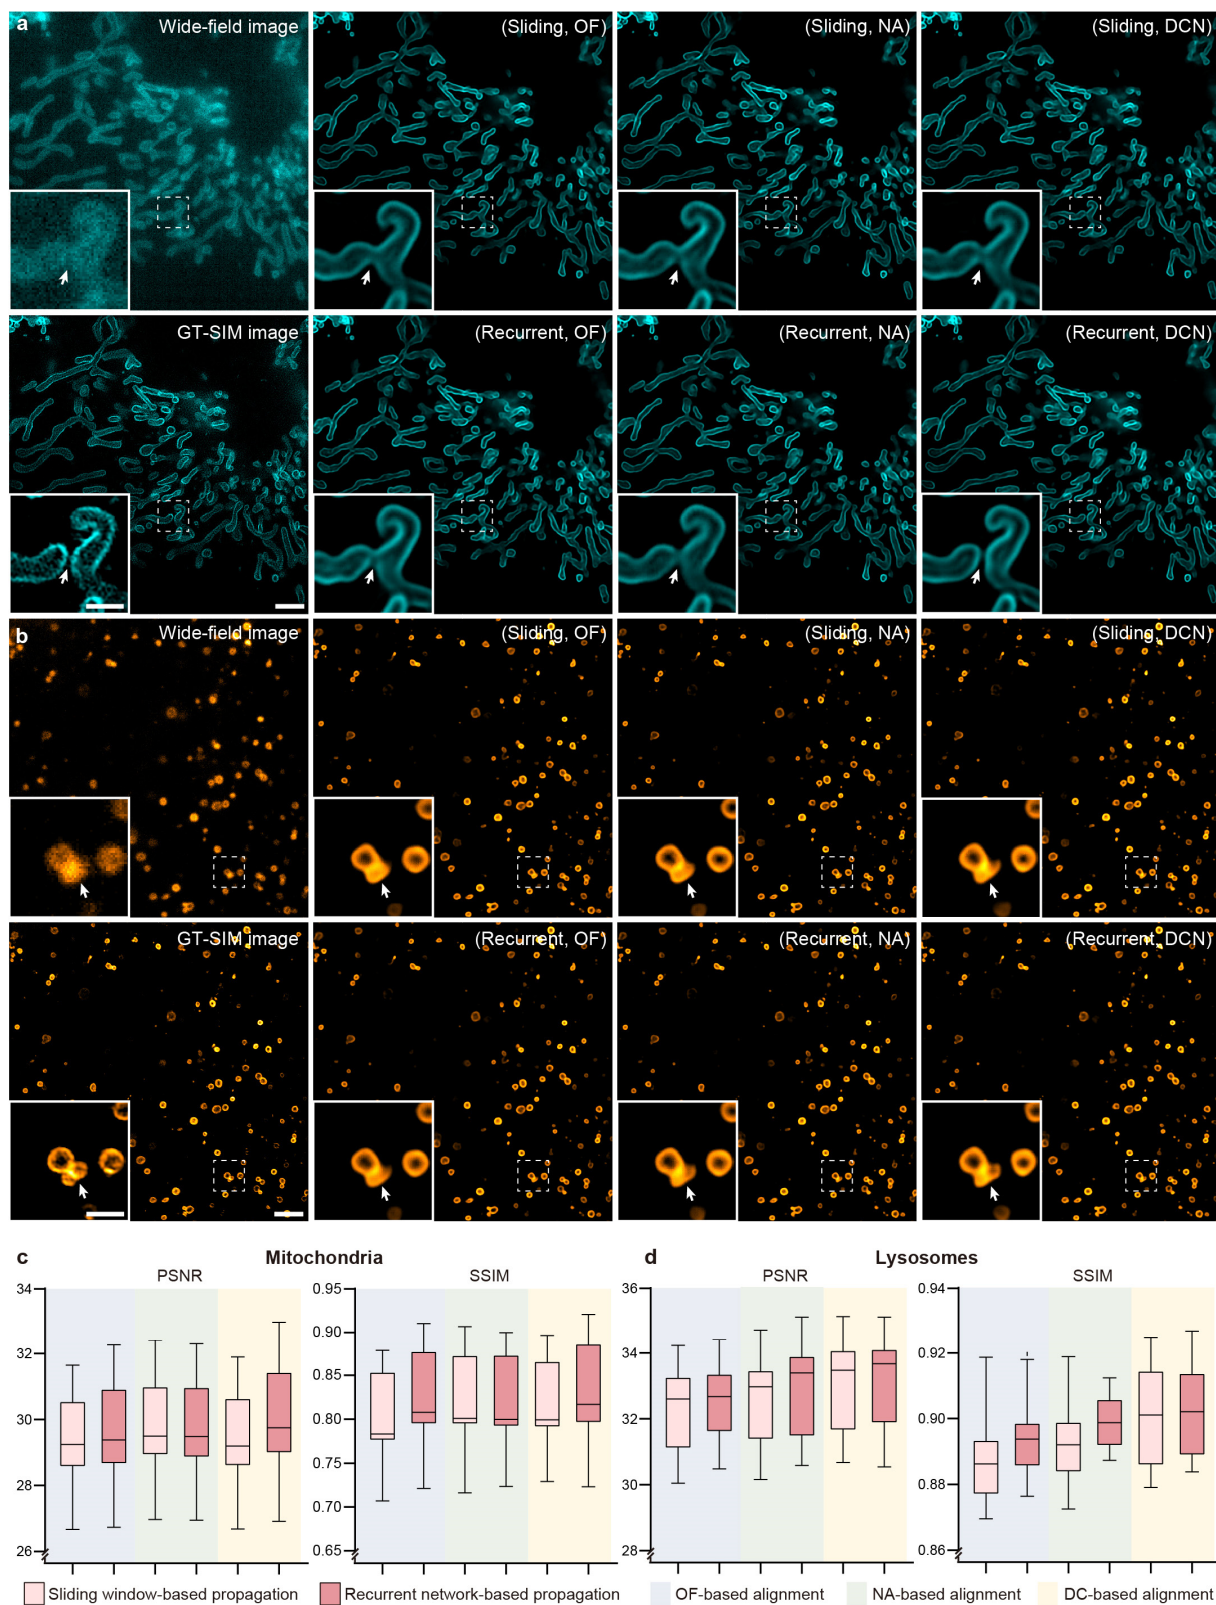 a
Wide-field image
(Sliding, OF)
(Sliding, NA)
(Sliding, DCN)
GT-SIM image
(Recurrent, OF)
(Recurrent, NA)
(Recurrent, DCN)
b
Wide-field image
(Sliding, OF)
(Sliding, NA)
(Sliding, DCN)
GT-SIM image
(Recurrent, OF)
(Recurrent, NA)
(Recurrent, DCN)
c
Mitochondria
PSNR
34
32
30
28
26
SSIM
0.95
0.90
0.85
0.80
0.75
0.70
0.65
d
Lysosomes
PSNR
36
33
32
30
28
SSIM
0.94
0.92
0.90
0.88
0.86
Sliding window-based propagation
Recurrent network-based propagation
OF-based alignment
NA-based alignment
DC-based alignment